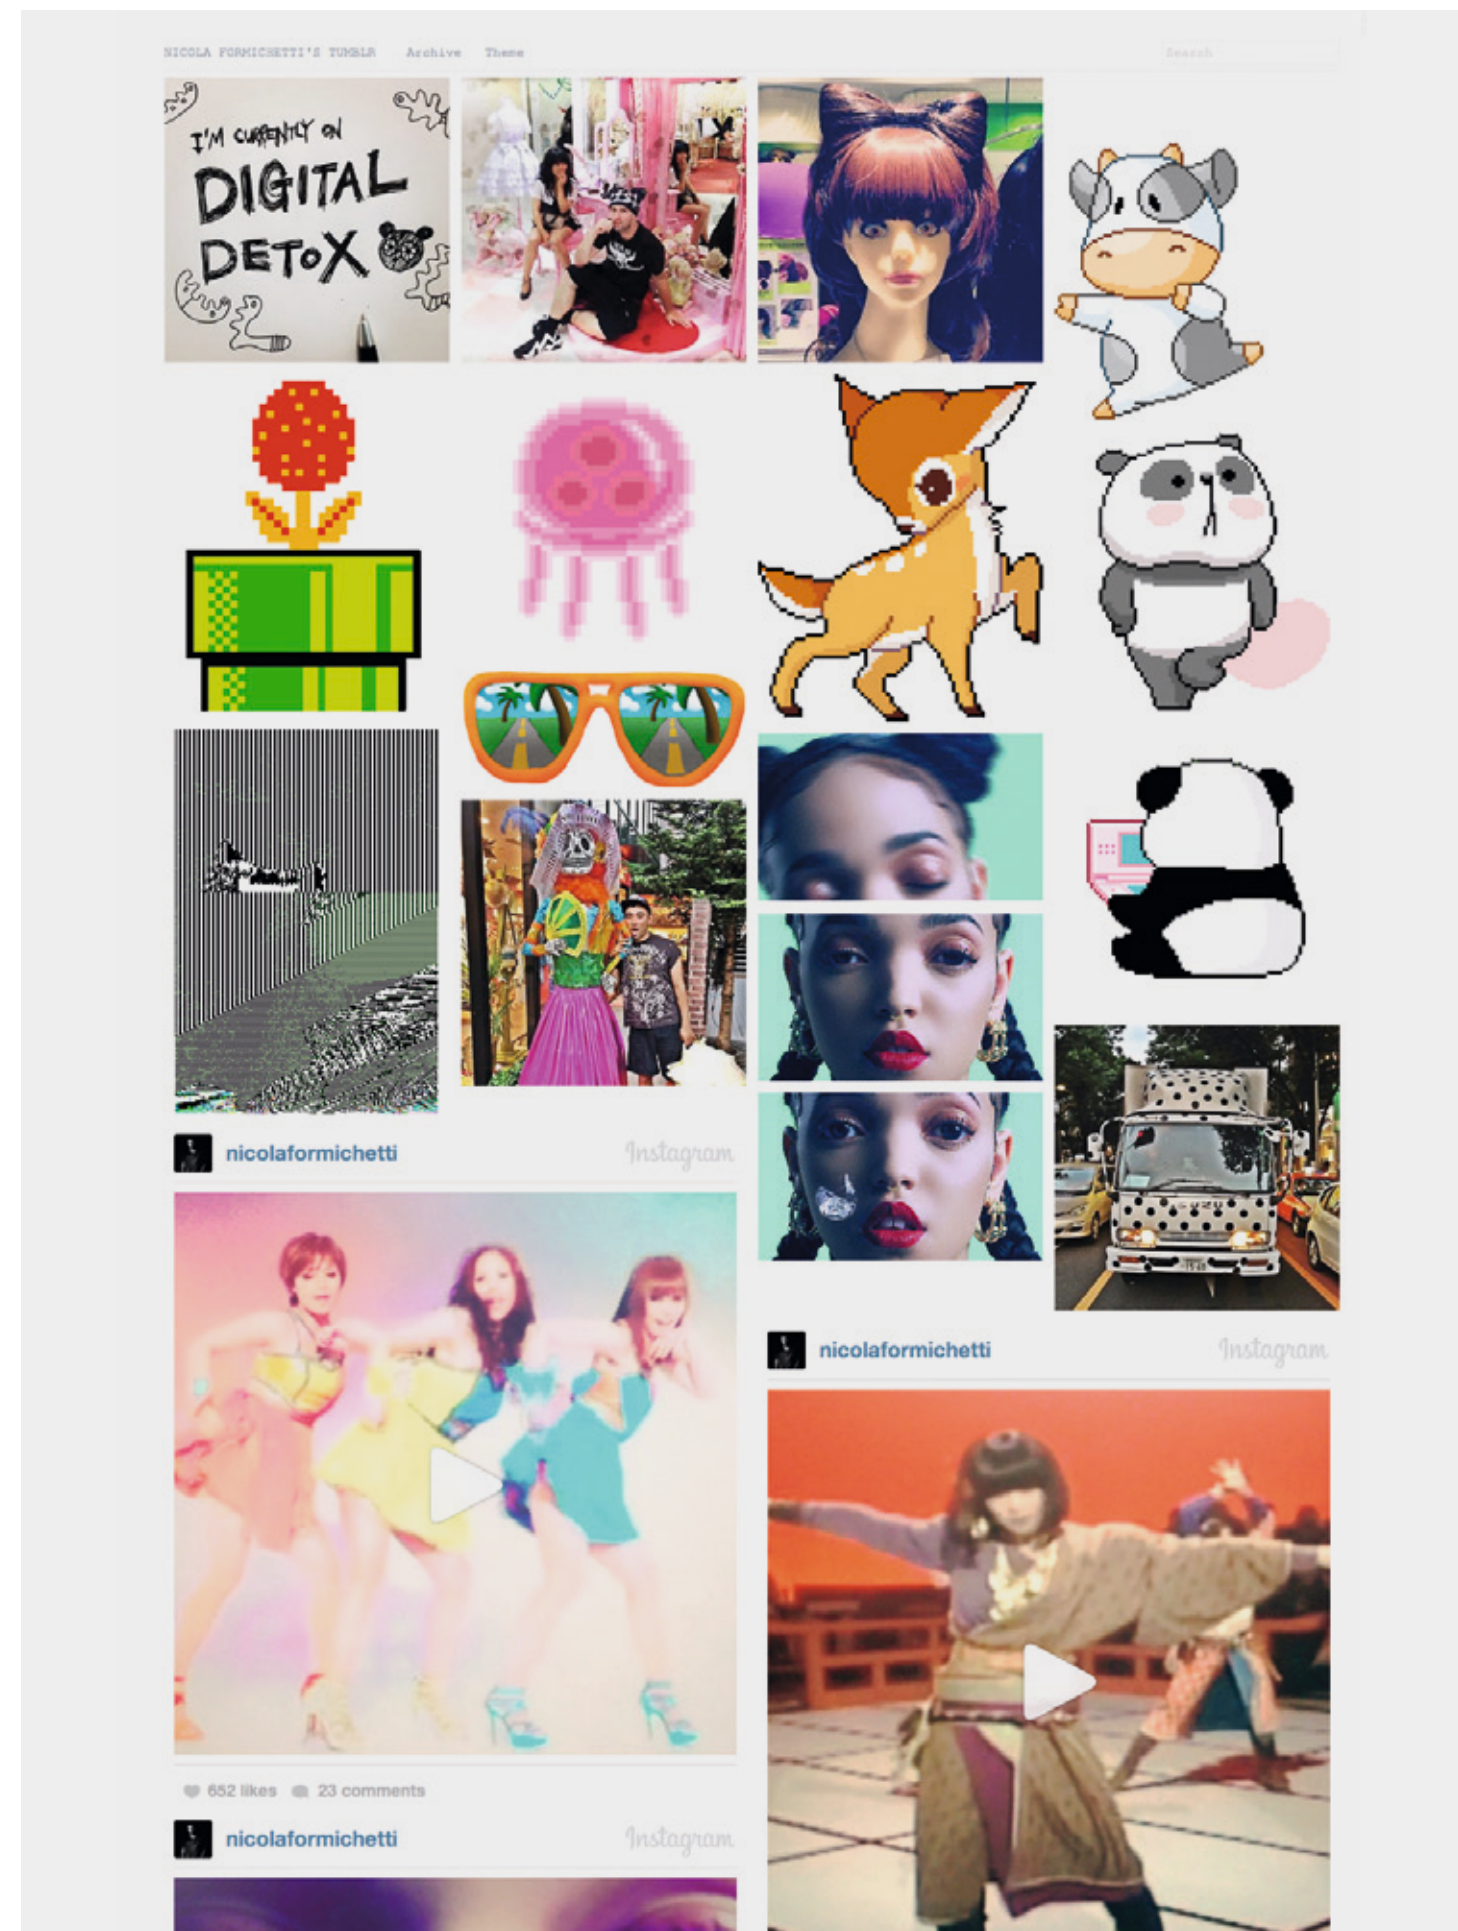 NICOLA FORMICHETTI'S TUMBLR Archive Theme Search
I'M CURRENTLY ON
DIGITAL
DETOX
nicolaformichetti Instagram
nicolaformichetti Instagram
652 likes 23 comments
nicolaformichetti Instagram